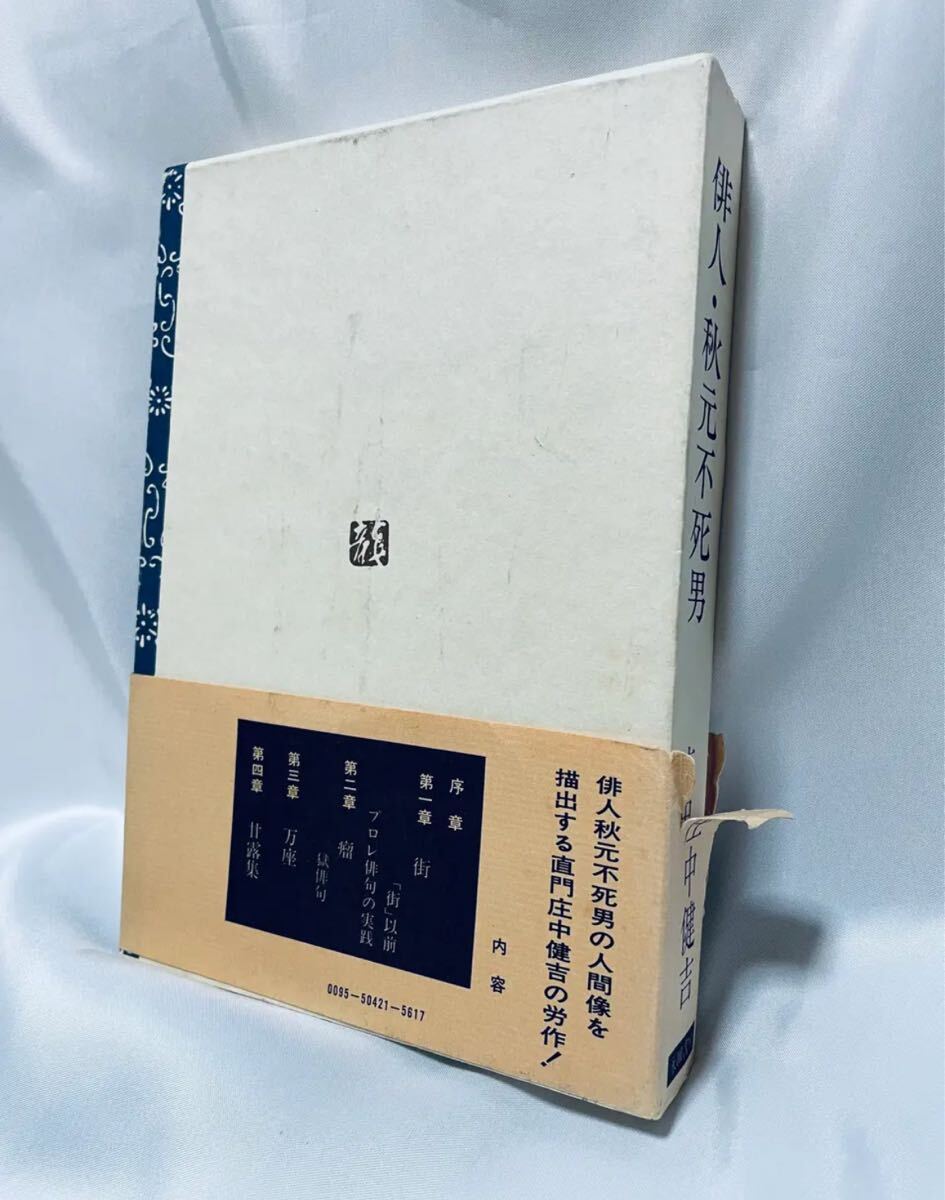 俳人・秋元不死男
中健吉
俳人秋元不死男の人間像を
描出する直門庄中健吉の労作!
内容
序章
第一章 街
「街」以前
プロレ俳句の実践
第二章 瘤
獄俳句
第三章 万座
第四章 甘露集
0095-50421-5617